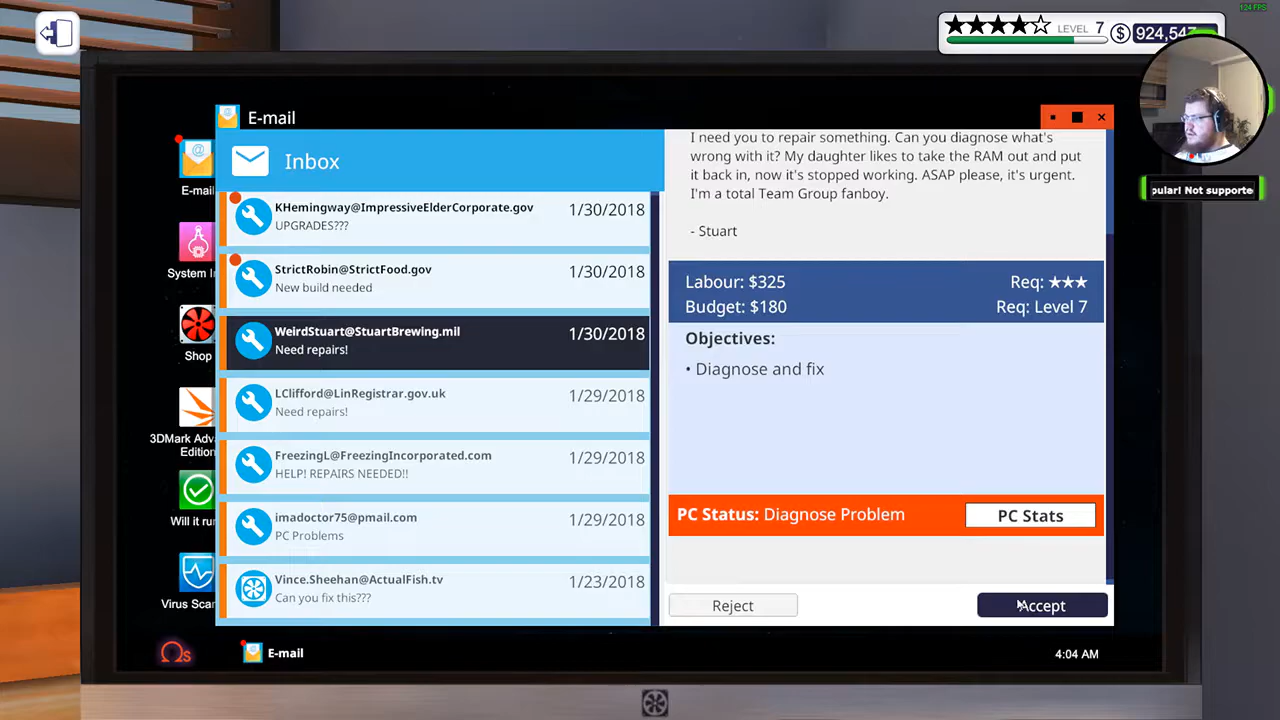 124 FPS
LEVEL 7
$ 924,547
E-mail
Inbox
KHemingway@ImpressiveElderCorporate.gov 1/30/2018
UPGRADES???
StrictRobin@StrictFood.gov 1/30/2018
New build needed
WeirdStuart@StuartBrewing.mil 1/30/2018
Need repairs!
LClifford@LinRegistrar.gov.uk 1/29/2018
Need repairs!
FreezingL@FreezingIncorporated.com 1/29/2018
HELP! REPAIRS NEEDED!!
imadoctor75@pmail.com 1/29/2018
PC Problems
Vince.Sheehan@ActualFish.tv 1/23/2018
Can you fix this???
I need you to repair something. Can you diagnose what's
wrong with it? My daughter likes to take the RAM out and put
it back in, now it's stopped working. ASAP please, it's urgent.
I'm a total Team Group fanboy.
- Stuart
Labour: $325 Req: ★★★
Budget: $180 Req: Level 7
Objectives:
• Diagnose and fix
PC Status: Diagnose Problem PC Stats
Reject Accept
E-mail
System In
Shop
3DMark Adv
Edition
Will it run
Virus Scan
E-mail
4:04 AM
pular! Not supporte